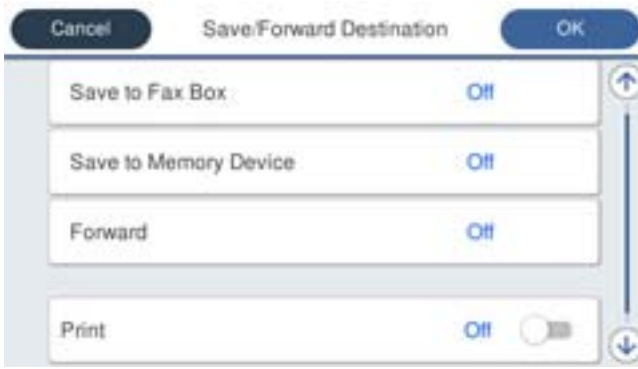 Cancel Save/Forward Destination OK
Save to Fax Box Off
Save to Memory Device Off
Forward Off
Print Off